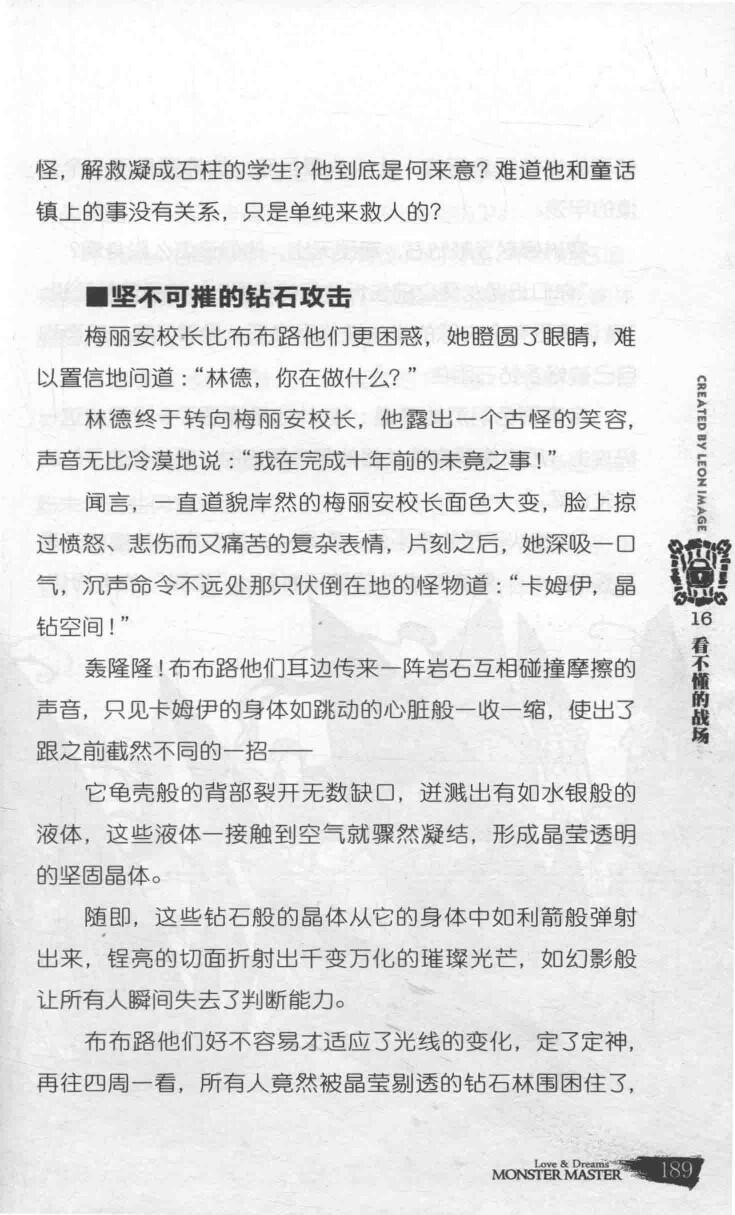 怪，解救凝成石柱的学生？他到底是何来意？难道他和童话
镇上的事没有关系，只是单纯来救人的？
■坚不可摧的钻石攻击
梅丽安校长比布布路他们更困惑，她瞪圆了眼睛，难
以置信地问道：“林德，你在做什么？”
林德终于转向梅丽安校长，他露出一个古怪的笑容，
声音无比冷漠地说：“我在完成十年前的未竟之事！”
闻言，一直道貌岸然的梅丽安校长面色大变，脸上掠
过愤怒、悲伤而又痛苦的复杂表情，片刻之后，她深吸一口
气，沉声命令不远处那只伏倒在地的怪物道：“卡姆伊，晶
钻空间！”
轰隆隆！布布路他们耳边传来一阵岩石互相碰撞摩擦的
声音，只见卡姆伊的身体如跳动的心脏般一收一缩，使出了
跟之前截然不同的一招——
它龟壳般的背部裂开无数缺口，迸溅出有如水银般的
液体，这些液体一接触到空气就骤然凝结，形成晶莹透明
的坚固晶体。
随即，这些钻石般的晶体从它的身体中如利箭般弹射
出来，锃亮的切面折射出千变万化的璀璨光芒，如幻影般
让所有人瞬间失去了判断能力。
布布路他们好不容易才适应了光线的变化，定了定神，
再往四周一看，所有人竟然被晶莹剔透的钻石林围困住了，
CREATED BY LEON IMAGE
16
看不懂的战场
Love & Dreams
MONSTER MASTER
189